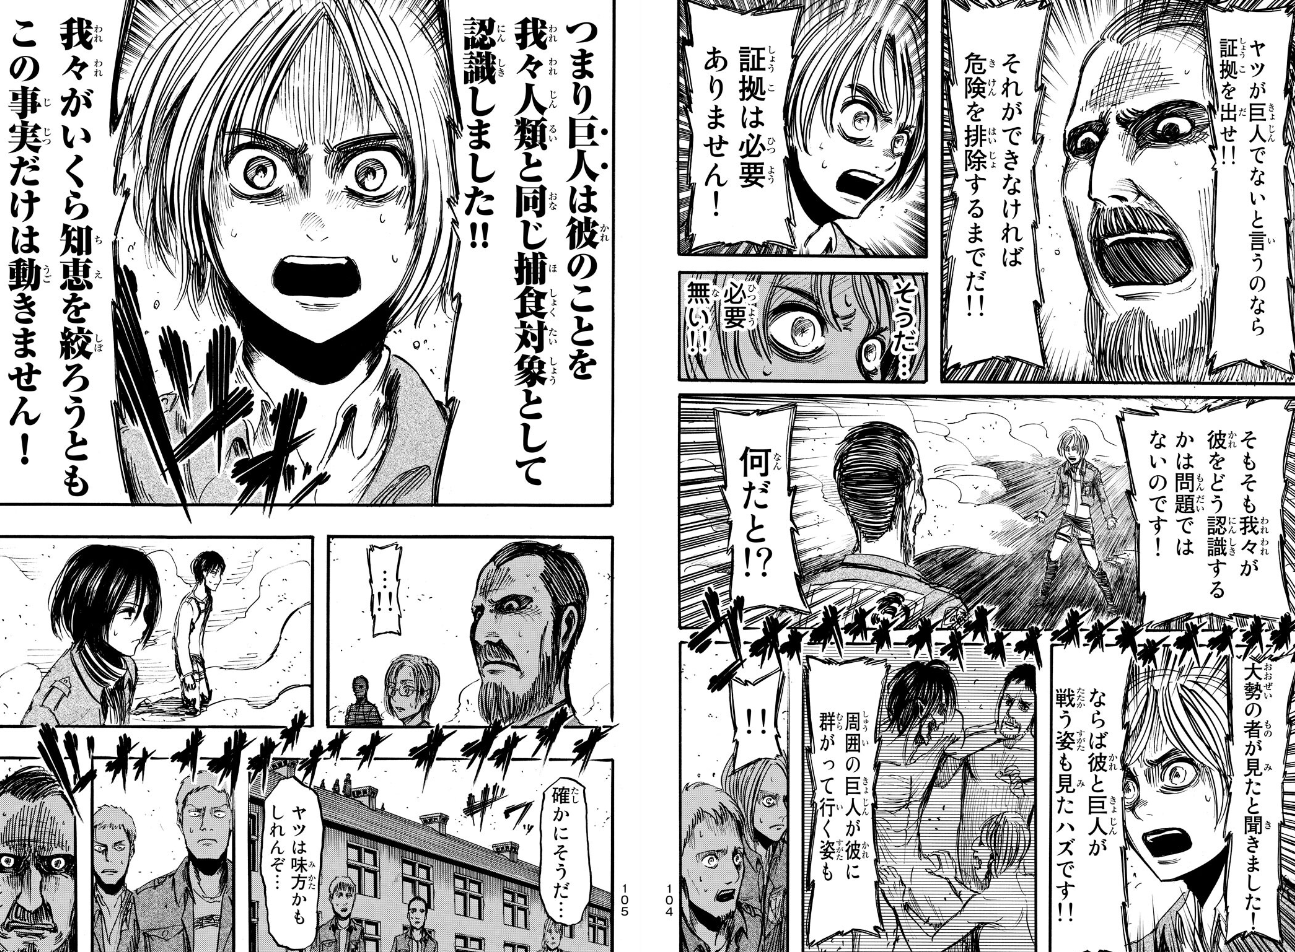 ヤツが巨人でないと言うのなら
証拠を出せ!!
それができなければ
危険を排除するまでだ!!
証拠は必要
ありません！
そうだ…
必要
無い!!
そもそも我々が
彼をどう認識する
かは問題では
ないのです！
何だと!?
大勢の者が見たと聞きました！
ならば彼と巨人が
戦う姿も見たハズです!!
周囲の巨人が彼に
群がって行く姿も
!!
104
つまり巨人は彼のことを
我々人類と同じ捕食対象として
認識しました!!
我々がいくら知恵を絞ろうとも
この事実だけは動きません！
…!!
確かにそうだ…
ヤツは味方かも
しれんぞ…
105